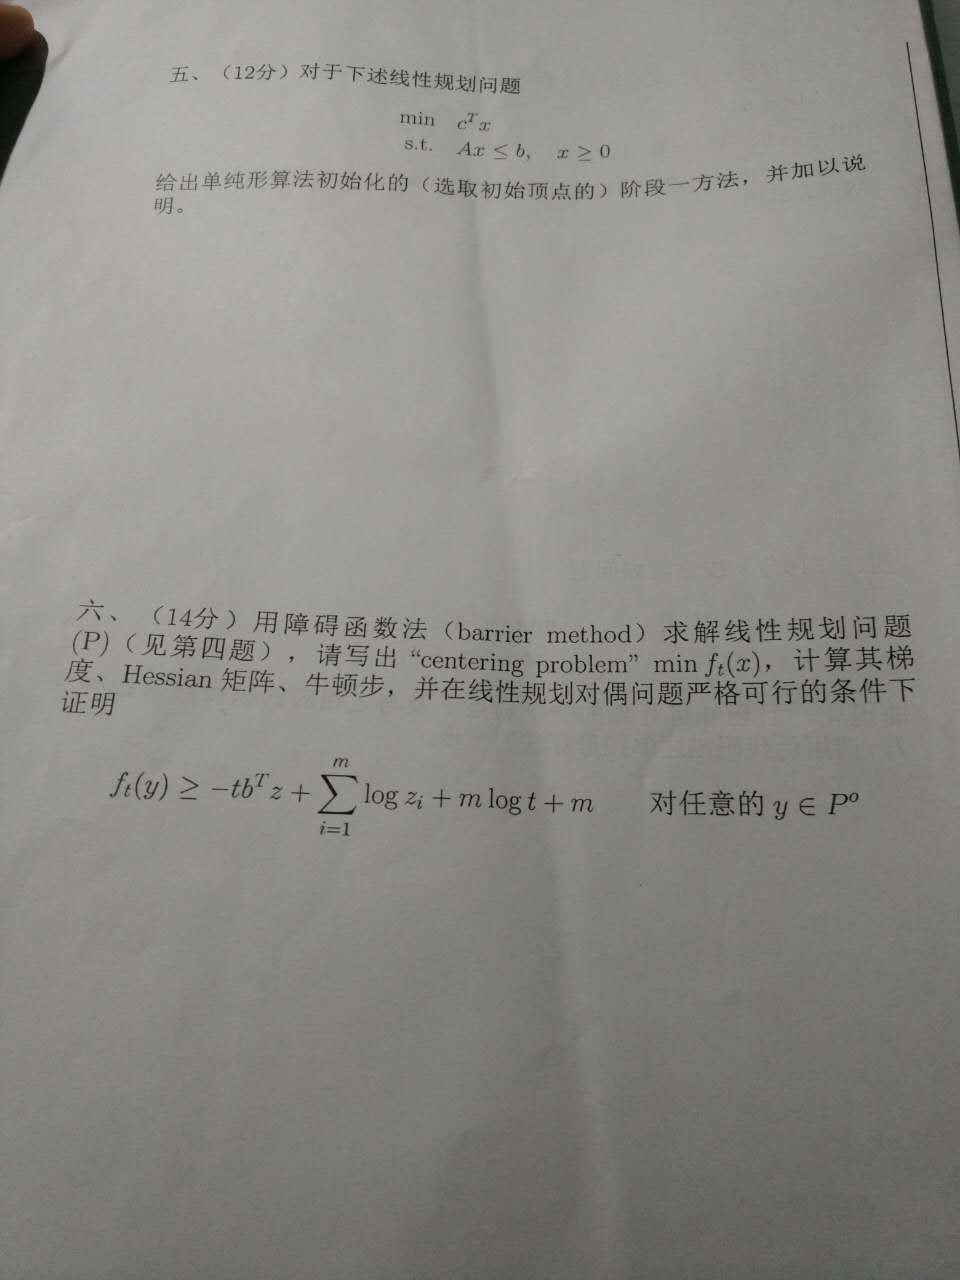 五、（12分）对于下述线性规划问题
min c^T x
s.t. Ax ≤ b, x ≥ 0
给出单纯形算法初始化的（选取初始顶点的）阶段一方法，并加以说
明。
六、（14分）用障碍函数法（barrier method）求解线性规划问题
(P)（见第四题），请写出 “centering problem” min f_t(x)，计算其梯
度、Hessian 矩阵、牛顿步，并在线性规划对偶问题严格可行的条件下
证明
f_t(y) ≥ -tb^T z + ∑_{i=1}^{m} log z_i + m log t + m 对任意的 y ∈ P^o